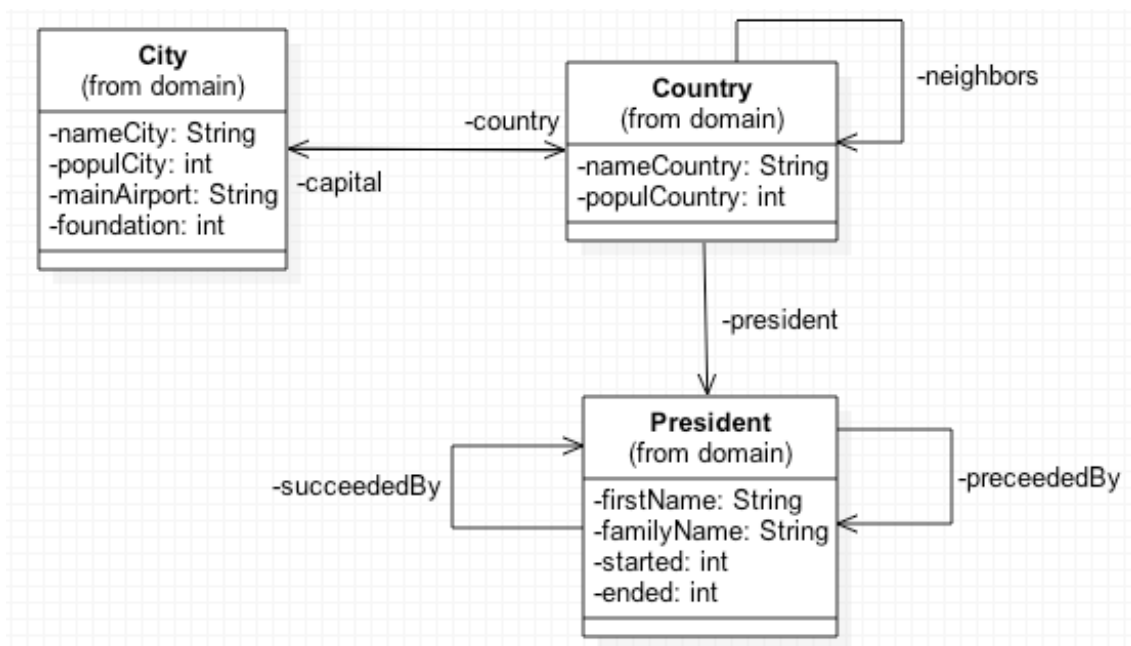 City
(from domain)
-nameCity: String
-populCity: int
-mainAirport: String
-foundation: int
-country
-capital
Country
(from domain)
-nameCountry: String
-populCountry: int
-neighbors
-president
President
(from domain)
-firstName: String
-familyName: String
-started: int
-ended: int
-succeededBy
-preceededBy